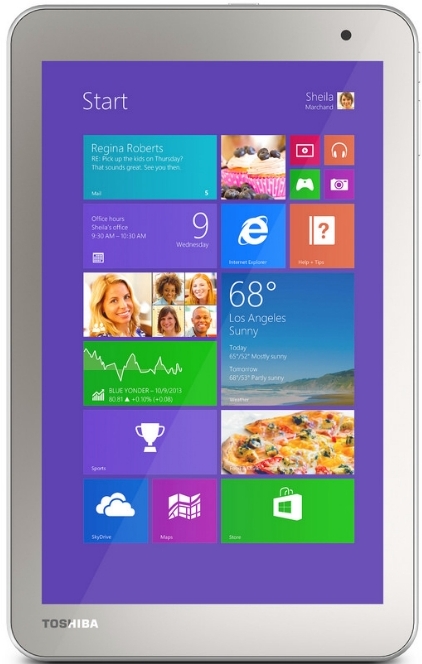 Start
Sheila
Marchand
Regina Roberts
RE: Pick up the kids on Thursday?
That sounds great. See you then.
Mail
5
Office hours
Sheila's office
9:30 AM – 10:30 AM
9
Wednesday
Internet Explorer
Help + Tips
68°
Los Angeles
Sunny
Today
65°/52° Mostly sunny
Tomorrow
68°/53° Partly sunny
Weather
BLUE YONDER – 10/9/2013
80.81 ▲ +0.10% (+0.08)
Sports
SkyDrive
Maps
Store
TOSHIBA